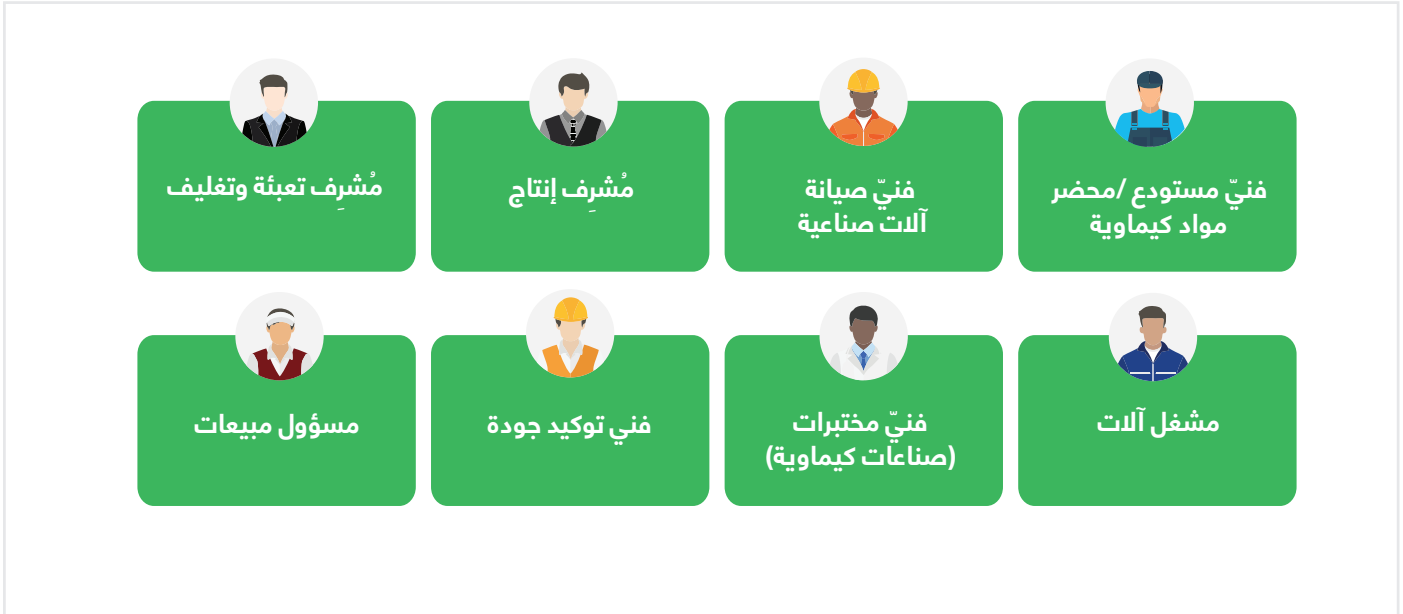 فنيّ مستودع /محضر
مواد كيماوية
فنيّ صيانة
آلات صناعية
مُشرِف إنتاج
مُشرِف تعبئة وتغليف
مشغل آلات
فنيّ مختبرات
(صناعات كيماوية)
فني توكيد جودة
مسؤول مبيعات